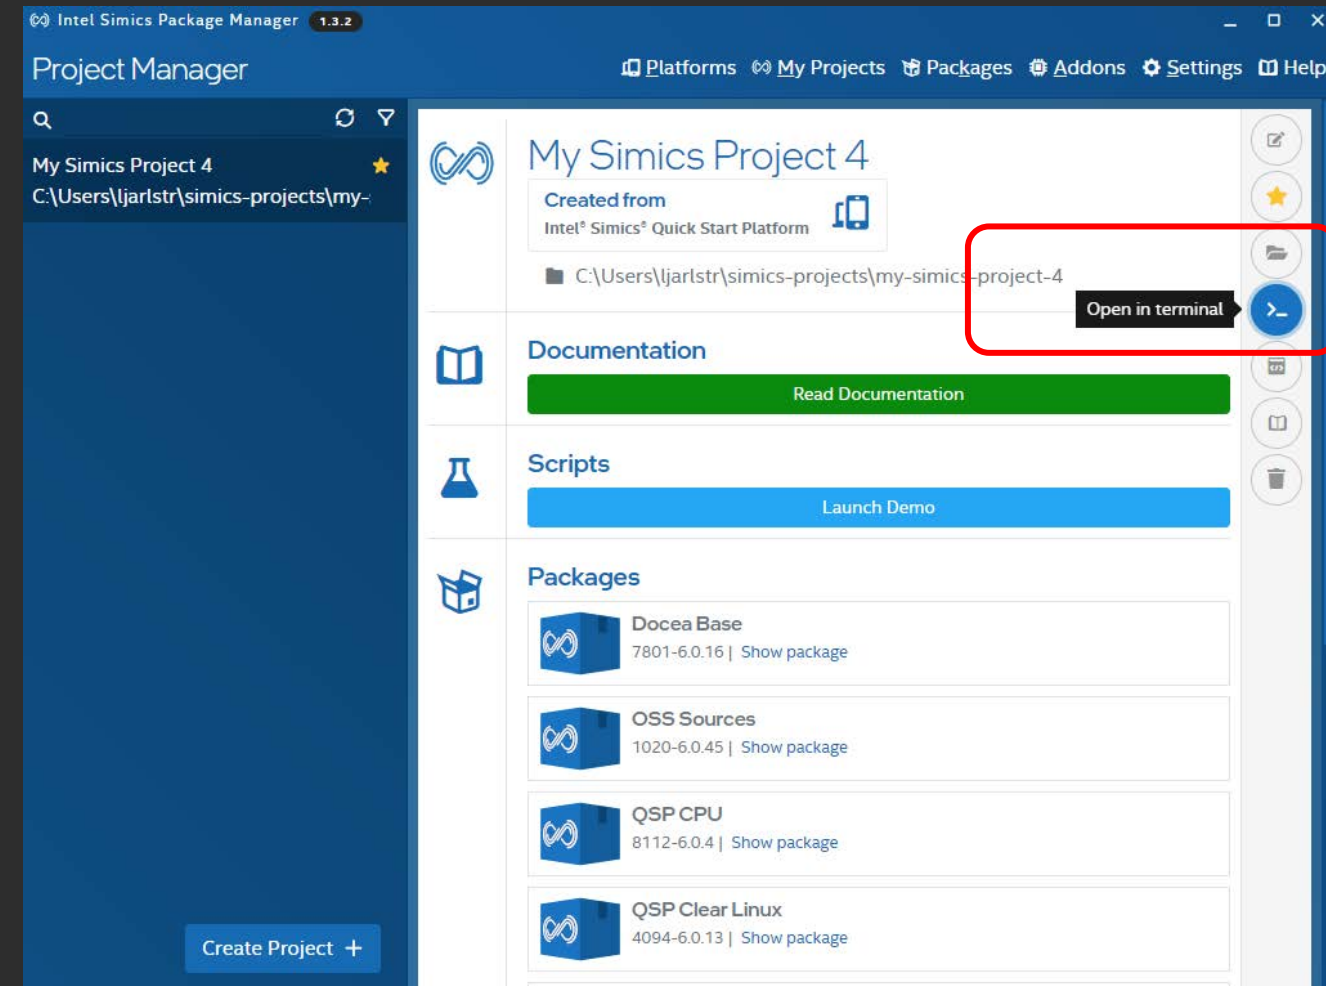 Intel Simics Package Manager 1.3.2
Project Manager
Platforms My Projects Packages Addons Settings Help
My Simics Project 4
C:\Users\ljarlstr\simics-projects\my-
My Simics Project 4
Created from
Intel® Simics® Quick Start Platform
C:\Users\ljarlstr\simics-projects\my-simics-project-4
Open in terminal
Documentation
Read Documentation
Scripts
Launch Demo
Packages
Docea Base
7801-6.0.16 | Show package
OSS Sources
1020-6.0.45 | Show package
QSP CPU
8112-6.0.4 | Show package
QSP Clear Linux
4094-6.0.13 | Show package
Create Project +